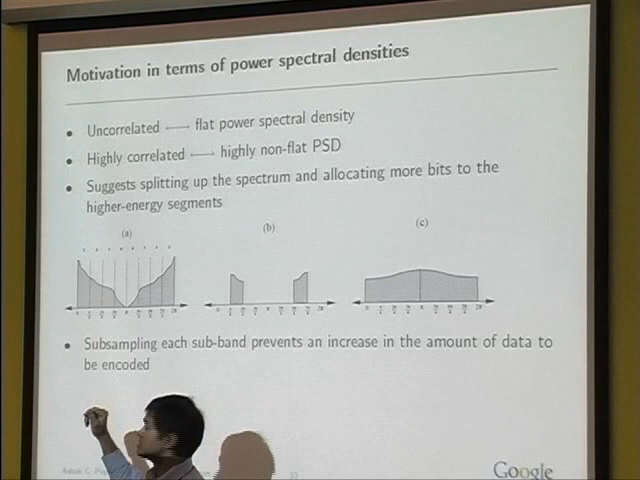 Motivation in terms of power spectral densities
• Uncorrelated ⟷ flat power spectral density
• Highly correlated ⟷ highly non-flat PSD
• Suggests splitting up the spectrum and allocating more bits to the
higher-energy segments
(a) (b) (c)
• Subsampling each sub-band prevents an increase in the amount of data to
be encoded
Ashok C.
33
Google